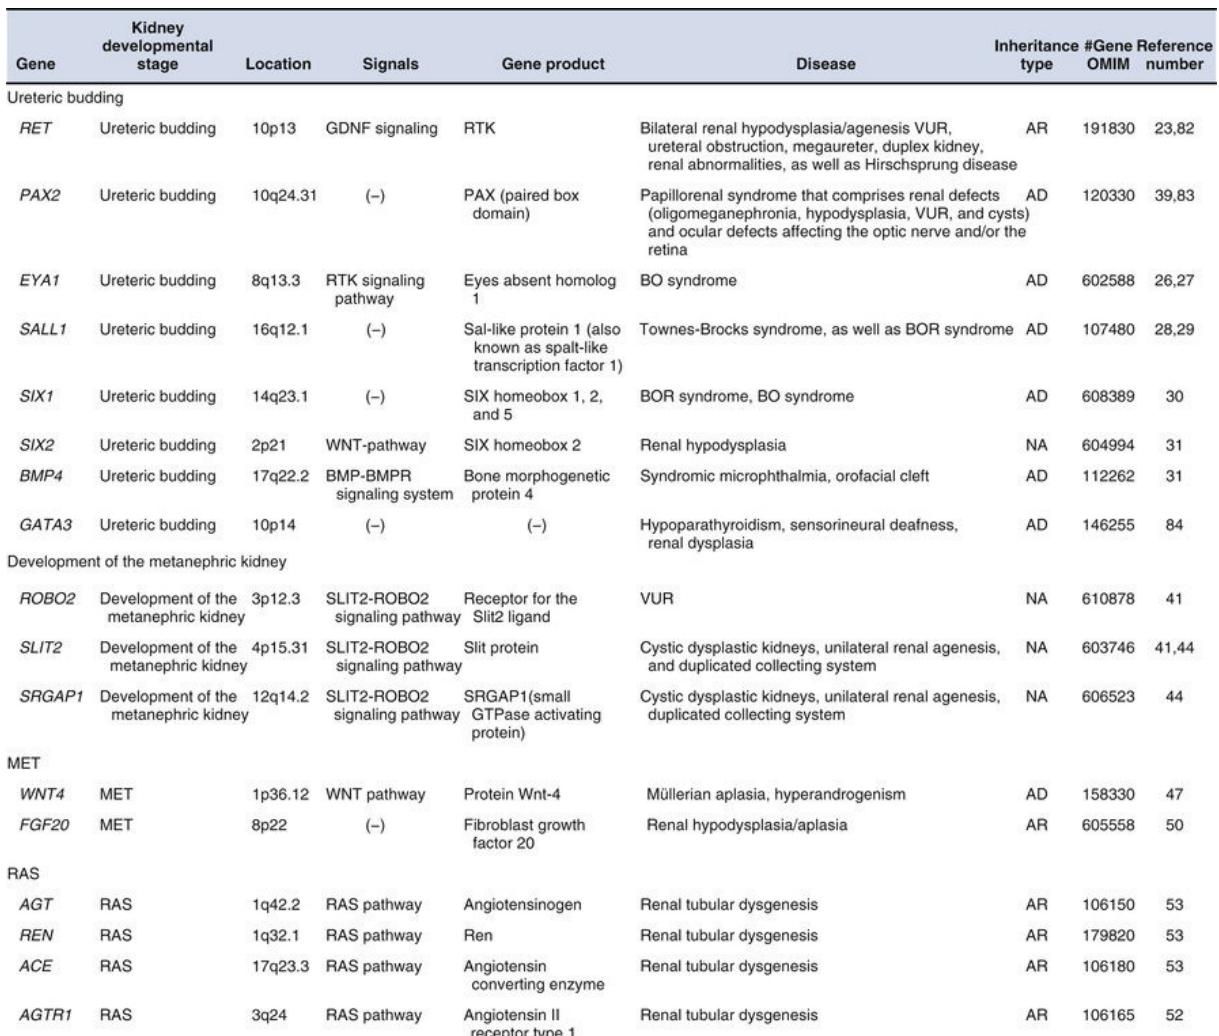 Gene Kidney developmental stage Location Signals Gene product Disease Inheritance type #Gene OMIM Reference number
Ureteric budding
RET Ureteric budding 10p13 GDNF signaling RTK Bilateral renal hypodysplasia/agenesis VUR, AR 191830 23,82
ureteral obstruction, megaureter, duplex kidney,
renal abnormalities, as well as Hirschsprung disease
PAX2 Ureteric budding 10q24.31 (–) PAX (paired box Papillorenal syndrome that comprises renal defects AD 120330 39,83
domain) (oligomeganephronia, hypodysplasia, VUR, and cysts)
and ocular defects affecting the optic nerve and/or the
retina
EYA1 Ureteric budding 8q13.3 RTK signaling Eyes absent homolog BO syndrome AD 602588 26,27
pathway 1
SALL1 Ureteric budding 16q12.1 (–) Sal-like protein 1 (also Townes-Brocks syndrome, as well as BOR syndrome AD 107480 28,29
known as spalt-like
transcription factor 1)
SIX1 Ureteric budding 14q23.1 (–) SIX homeobox 1, 2, BOR syndrome, BO syndrome AD 608389 30
and 5
SIX2 Ureteric budding 2p21 WNT-pathway SIX homeobox 2 Renal hypodysplasia NA 604994 31
BMP4 Ureteric budding 17q22.2 BMP-BMPR Bone morphogenetic Syndromic microphthalmia, orofacial cleft AD 112262 31
signaling system protein 4
GATA3 Ureteric budding 10p14 (–) (–) Hypoparathyroidism, sensorineural deafness, AD 146255 84
renal dysplasia
Development of the metanephric kidney
ROBO2 Development of the 3p12.3 SLIT2-ROBO2 Receptor for the VUR NA 610878 41
metanephric kidney signaling pathway Slit2 ligand
SLIT2 Development of the 4p15.31 SLIT2-ROBO2 Slit protein Cystic dysplastic kidneys, unilateral renal agenesis, NA 603746 41,44
metanephric kidney signaling pathway and duplicated collecting system
SRGAP1 Development of the 12q14.2 SLIT2-ROBO2 SRGAP1(small Cystic dysplastic kidneys, unilateral renal agenesis, NA 606523 44
metanephric kidney signaling pathway GTPase activating duplicated collecting system
protein)
MET
WNT4 MET 1p36.12 WNT pathway Protein Wnt-4 Müllerian aplasia, hyperandrogenism AD 158330 47
FGF20 MET 8p22 (–) Fibroblast growth Renal hypodysplasia/aplasia AR 605558 50
factor 20
RAS
AGT RAS 1q42.2 RAS pathway Angiotensinogen Renal tubular dysgenesis AR 106150 53
REN RAS 1q32.1 RAS pathway Ren Renal tubular dysgenesis AR 179820 53
ACE RAS 17q23.3 RAS pathway Angiotensin Renal tubular dysgenesis AR 106180 53
converting enzyme
AGTR1 RAS 3q24 RAS pathway Angiotensin II Renal tubular dysgenesis AR 106165 52
receptor type 1